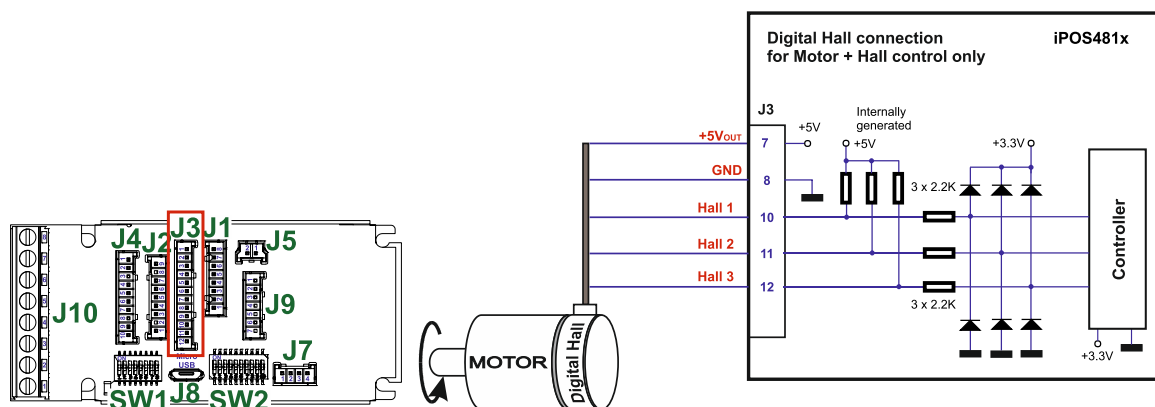 Digital Hall connection
for Motor + Hall control only
iPOS481x
J3
Internally
generated
+5VOUT
7
+5V
+5V
+3.3V
GND
8
3 x 2.2K
Hall 1
10
Hall 2
11
Hall 3
12
3 x 2.2K
Controller
+3.3V
MOTOR
Digital Hall
J4
J2
J3
J1
J5
J10
J9
J7
Micro
USB
J8
SW1
SW2